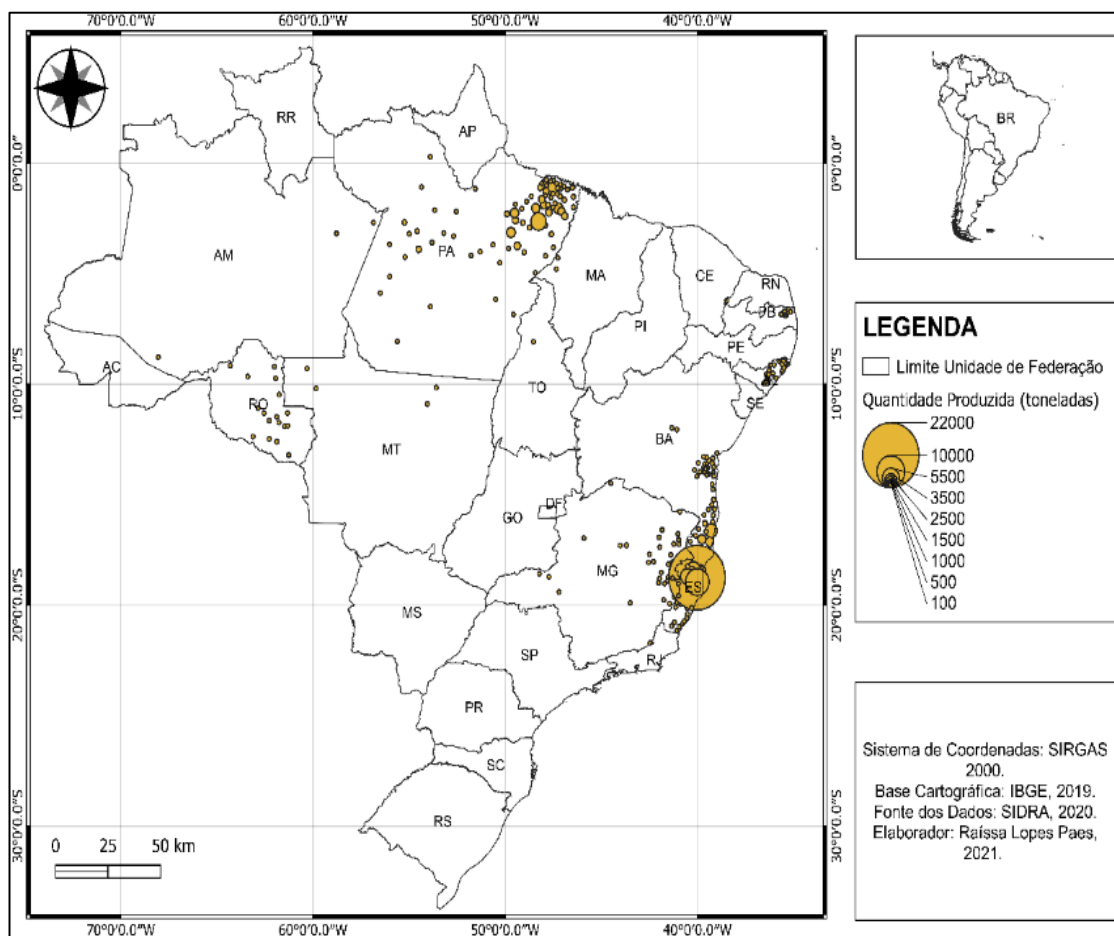 70°0'0.0"W 60°0'0.0"W 50°0'0.0"W 40°0'0.0"W
0°0'0.0"
10°0'0.0"S
20°0'0.0"S
30°0'0.0"S
RR
AP
AM
PA
MA
CE
RN
PB
PE
PI
AC
TO
SE
RO
BA
MT
DF
GO
MG
ES
MS
SP
RJ
PR
SC
RS
0 25 50 km
0°0'0.0"
10°0'0.0"S
20°0'0.0"S
30°0'0.0"S
70°0'0.0"W 60°0'0.0"W 50°0'0.0"W 40°0'0.0"W
BR
LEGENDA
Limite Unidade de Federação
Quantidade Produzida (toneladas)
22000
10000
5500
3500
2500
1500
1000
500
100
Sistema de Coordenadas: SIRGAS
2000.
Base Cartográfica: IBGE, 2019.
Fonte dos Dados: SIDRA, 2020.
Elaborador: Raíssa Lopes Paes,
2021.